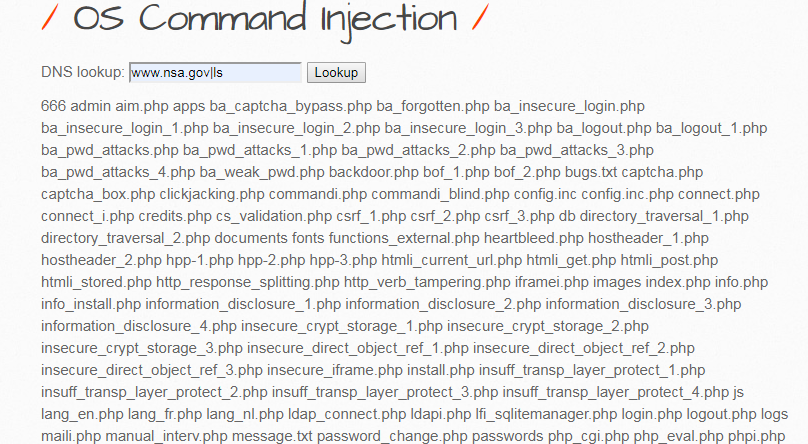 / OS Command Injection /
DNS lookup: www.nsa.gov|ls Lookup
666 admin aim.php apps ba_captcha_bypass.php ba_forgotten.php ba_insecure_login.php
ba_insecure_login_1.php ba_insecure_login_2.php ba_insecure_login_3.php ba_logout.php ba_logout_1.php
ba_pwd_attacks.php ba_pwd_attacks_1.php ba_pwd_attacks_2.php ba_pwd_attacks_3.php
ba_pwd_attacks_4.php ba_weak_pwd.php backdoor.php bof_1.php bof_2.php bugs.txt captcha.php
captcha_box.php clickjacking.php commandi.php commandi_blind.php config.inc config.inc.php connect.php
connect_i.php credits.php cs_validation.php csrf_1.php csrf_2.php csrf_3.php db directory_traversal_1.php
directory_traversal_2.php documents fonts functions_external.php heartbleed.php hostheader_1.php
hostheader_2.php hpp-1.php hpp-2.php hpp-3.php htmli_current_url.php htmli_get.php htmli_post.php
htmli_stored.php http_response_splitting.php http_verb_tampering.php iframei.php images index.php info.php
info_install.php information_disclosure_1.php information_disclosure_2.php information_disclosure_3.php
information_disclosure_4.php insecure_crypt_storage_1.php insecure_crypt_storage_2.php
insecure_crypt_storage_3.php insecure_direct_object_ref_1.php insecure_direct_object_ref_2.php
insecure_direct_object_ref_3.php insecure_iframe.php install.php insuff_transp_layer_protect_1.php
insuff_transp_layer_protect_2.php insuff_transp_layer_protect_3.php insuff_transp_layer_protect_4.php js
lang_en.php lang_fr.php lang_nl.php ldap_connect.php ldapi.php lfi_sqlitemanager.php login.php logout.php logs
maili.php manual_interv.php message.txt password_change.php passwords php_cgi.php php_eval.php phpi.php